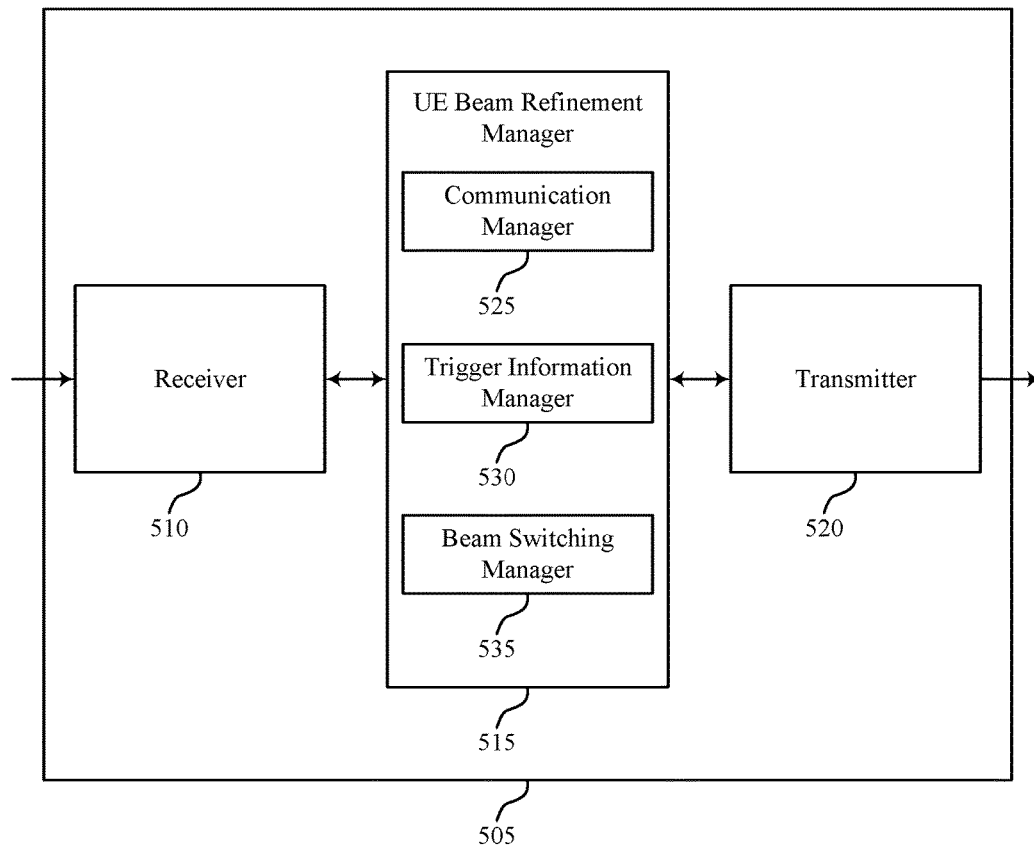 UE Beam Refinement
Manager
Communication
Manager
525
Receiver
510
Trigger Information
Manager
530
Transmitter
520
Beam Switching
Manager
535
515
505